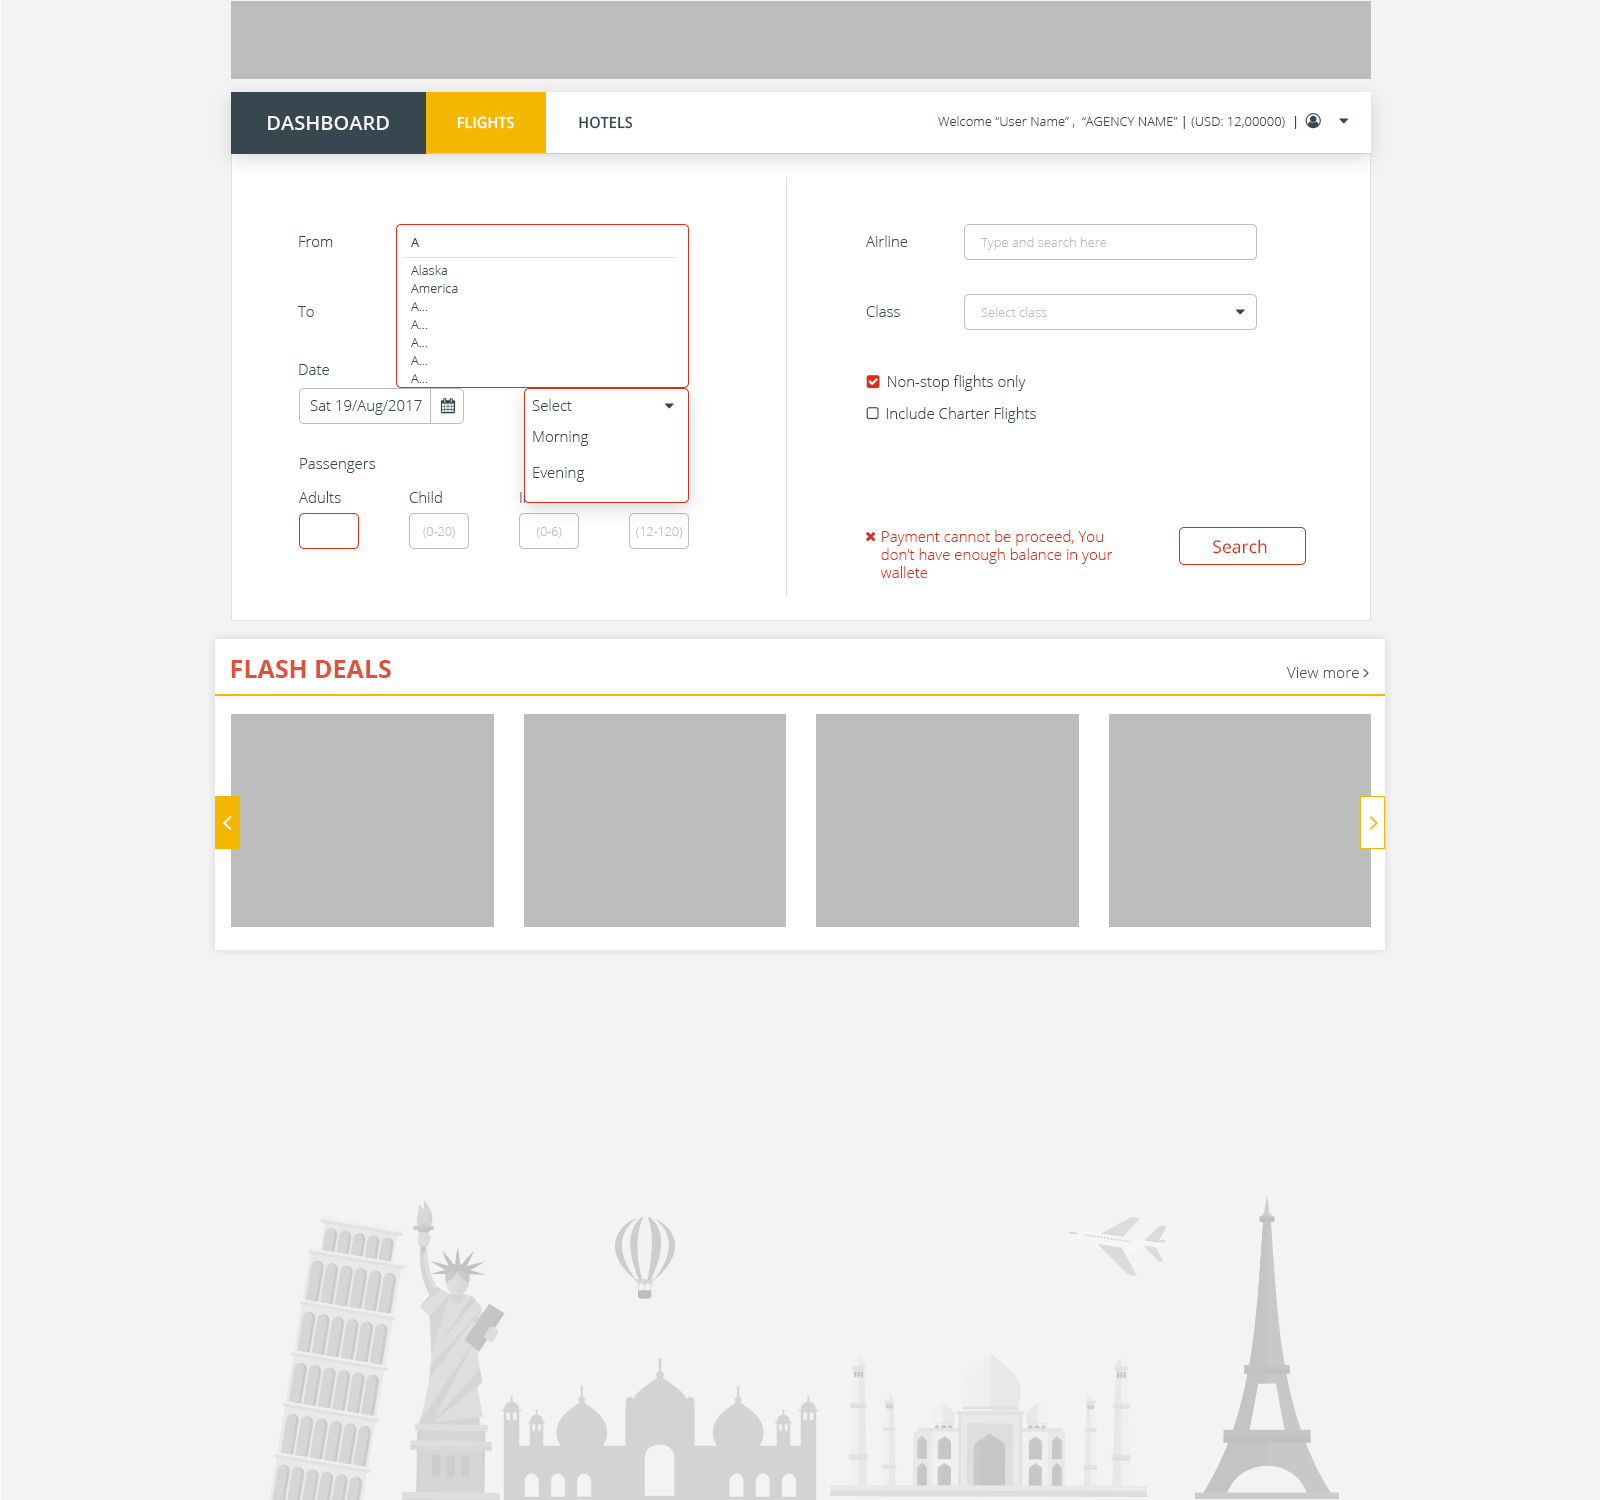 DASHBOARD
FLIGHTS
HOTELS
Welcome “User Name” , “AGENCY NAME” | (USD: 12,00000) |
From
A
Alaska
America
A...
A...
A...
A...
A...
To
Date
Sat 19/Aug/2017
Select
Morning
Evening
Passengers
Adults
Child
(0-20)
(0-6)
(12-120)
Airline
Type and search here
Class
Select class
Non-stop flights only
Include Charter Flights
Payment cannot be proceed, You
don’t have enough balance in your
wallete
Search
FLASH DEALS
View more